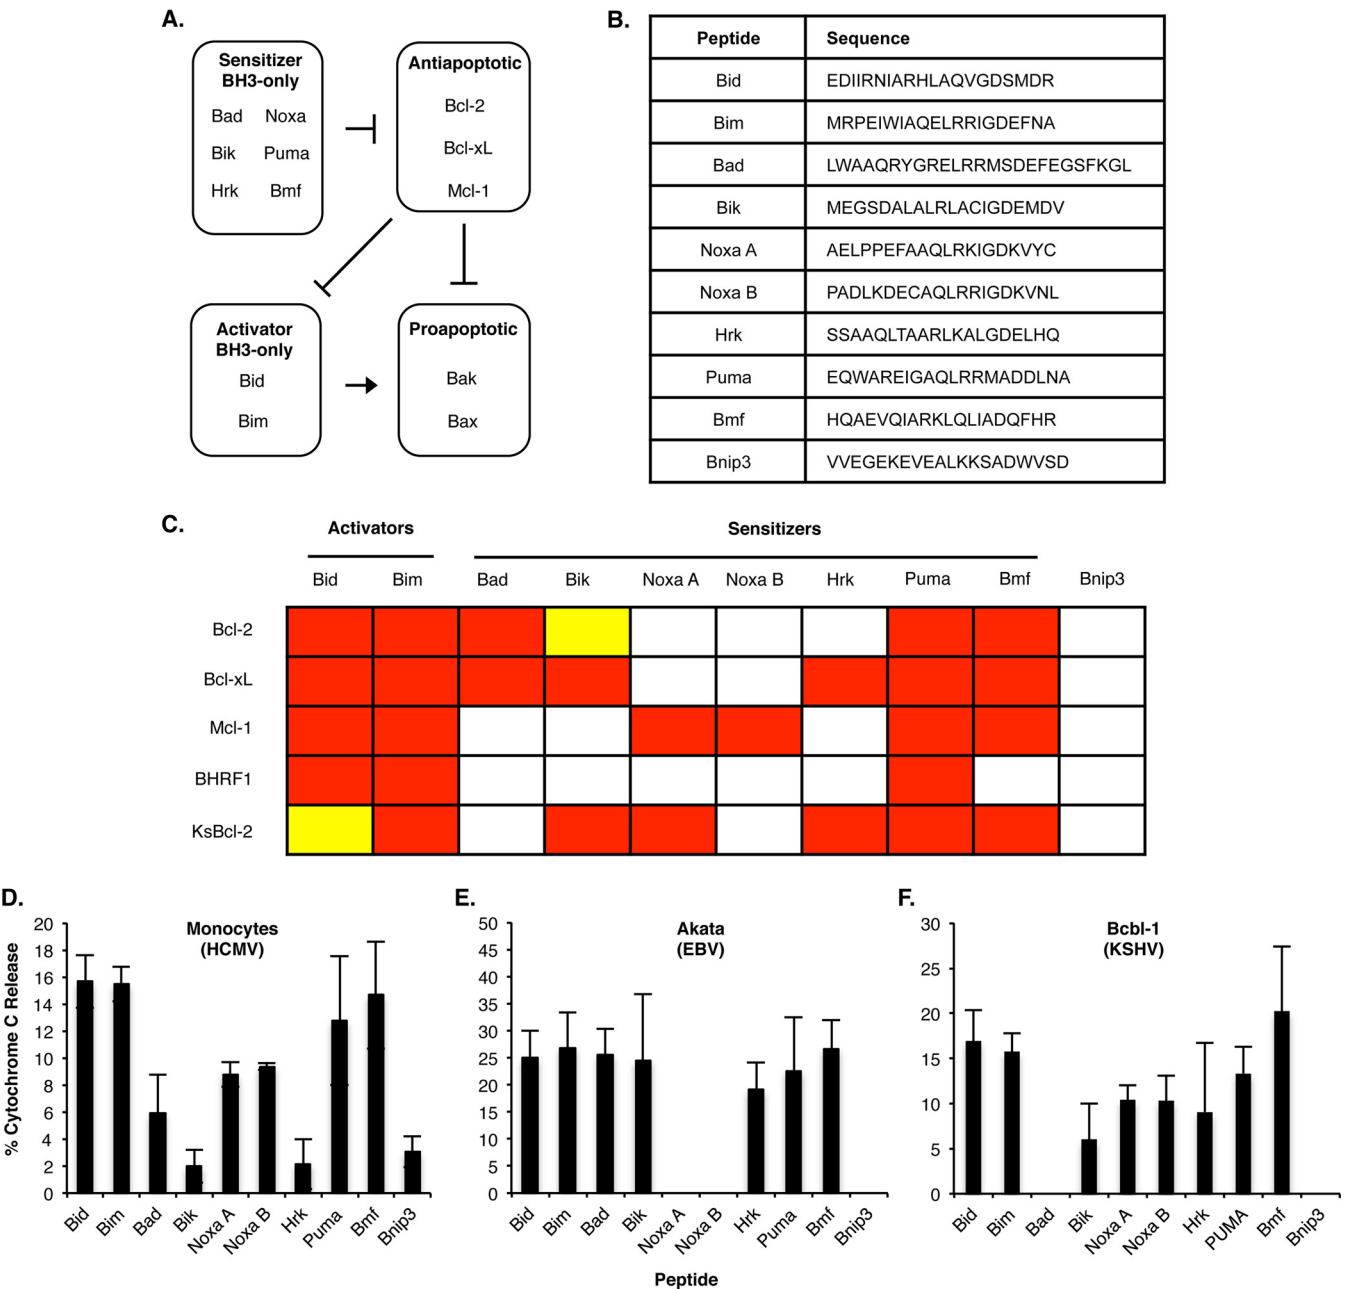 A.
Sensitizer
BH3-only
Bad Noxa
Bik Puma
Hrk Bmf
Antiapoptotic
Bcl-2
Bcl-xL
Mcl-1
Activator
BH3-only
Bid
Bim
Proapoptotic
Bak
Bax
B.
Peptide Sequence
Bid EDIIRNIARHLAQVGDSMDR
Bim MRPEIWIAQELRRIGDEFNA
Bad LWAAQRYGRELRRMSDEFEGSFKGL
Bik MEGSDALALRLACIGDEMDV
Noxa A AELPPEFAAQLRKIGDKVYC
Noxa B PADLKDECAQLRRIGDKVNL
Hrk SSAAQLTAARLKALGDELHQ
Puma EQWAREIGAQLRRMADDLNA
Bmf HQAEVQIARKLQLIADQFHR
Bnip3 VVEGEKEVEALKKSADWVSD
C.
Activators Sensitizers
Bid Bim Bad Bik Noxa A Noxa B Hrk Puma Bmf Bnip3
Bcl-2
Bcl-xL
Mcl-1
BHRF1
KsBcl-2
D.
Monocytes
(HCMV)
% Cytochrome C Release
20
18
16
14
12
10
8
6
4
2
0
Bid Bim Bad Bik Noxa A Noxa B Hrk Puma Bmf Bnip3
E.
Akata
(EBV)
50
45
40
35
30
25
20
15
10
5
0
Bid Bim Bad Bik Noxa A Noxa B Hrk Puma Bmf Bnip3
F.
Bcbl-1
(KSHV)
30
25
20
15
10
5
0
Bid Bim Bad Bik Noxa A Noxa B Hrk PUMA Bmf Bnip3
Peptide